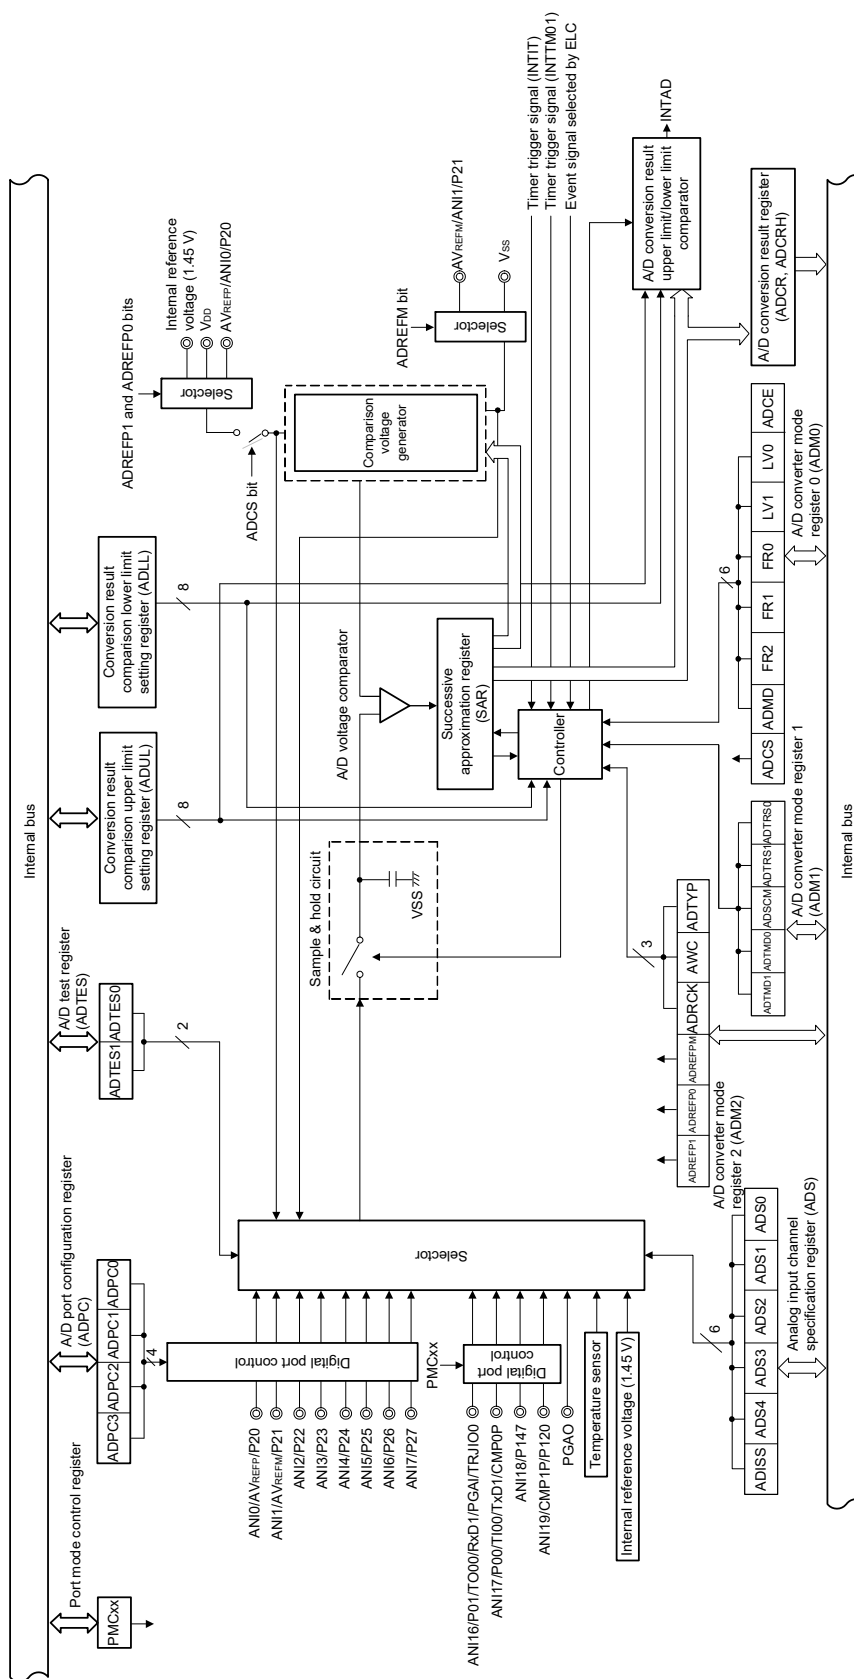 Internal bus
Port mode control register
PMCxx
A/D port configuration register
(ADPC)
ADPC3
ADPC2
ADPC1
ADPC0
4
A/D test register
(ADTES)
ADTES1
ADTES0
2
Conversion result
comparison upper limit
setting register (ADUL)
8
Conversion result
comparison lower limit
setting register (ADLL)
8
ADREFP1 and ADREFP0 bits
Internal reference
voltage (1.45 V)
VDD
AVREFP/ANI0/P20
Selector
ADCS bit
ADREFM bit
AVREFM/ANI1/P21
Selector
VSS
Comparison
voltage
generator
ANI0/AVREFP/P20
ANI1/AVREFM/P21
ANI2/P22
ANI3/P23
ANI4/P24
ANI5/P25
ANI6/P26
ANI7/P27
Digital port control
PMCxx
ANI16/P01/TO00/RxD1/PGAI/TRJIO0
ANI17/P00/TI00/TxD1/CMP0P
ANI18/P147
ANI19/CMP1P/P120
Digital port
control
PGAO
Temperature sensor
Internal reference voltage (1.45 V)
Selector
Sample & hold circuit
VSS
A/D voltage comparator
Successive
approximation register
(SAR)
Controller
Timer trigger signal (INTIT)
Timer trigger signal (INTTM01)
Event signal selected by ELC
A/D conversion result
upper limit/lower limit
comparator
INTAD
6
ADISS
ADS4
ADS3
ADS2
ADS1
ADS0
Analog input channel
specification register (ADS)
3
ADREFP1
ADREFP0
ADREFPM
ADRCK
AWC
ADTYP
A/D converter mode
register 2 (ADM2)
ADTMD1
ADTMD0
ADSCM
ADTRS1
ADTRS0
A/D converter mode register 1
(ADM1)
6
ADCS
ADMD
FR2
FR1
FR0
LV1
LV0
ADCE
A/D converter mode
register 0 (ADM0)
A/D conversion result register
(ADCR, ADCRH)
Internal bus